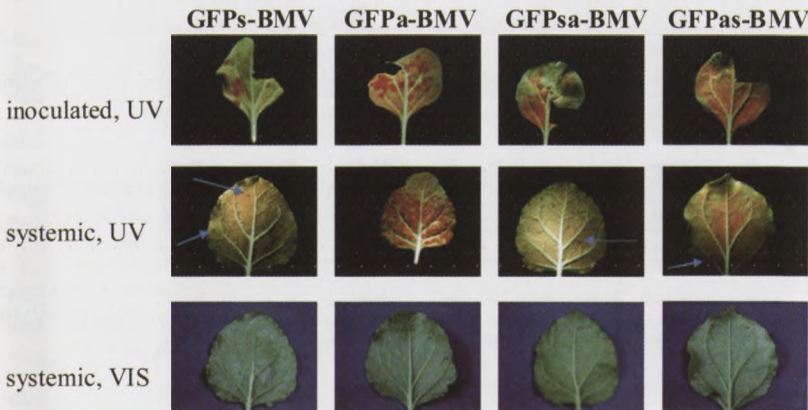 GFPs-BMV GFPa-BMV GFPsa-BMV GFPas-BMV
inoculated, UV
systemic, UV
systemic, VIS